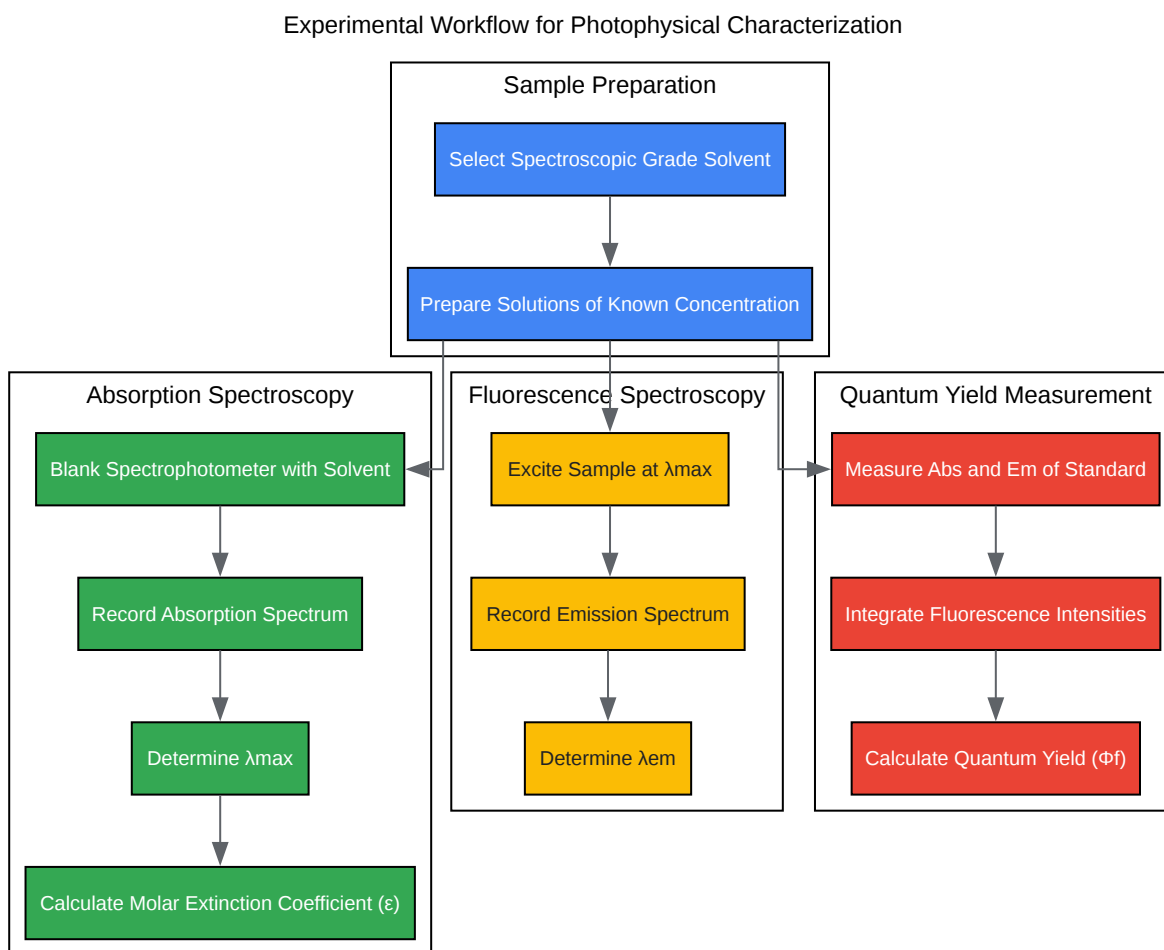 Experimental Workflow for Photophysical Characterization
Sample Preparation
Select Spectroscopic Grade Solvent
Prepare Solutions of Known Concentration
Absorption Spectroscopy
Blank Spectrophotometer with Solvent
Record Absorption Spectrum
Determine λmax
Calculate Molar Extinction Coefficient (ε)
Fluorescence Spectroscopy
Excite Sample at λmax
Record Emission Spectrum
Determine λem
Quantum Yield Measurement
Measure Abs and Em of Standard
Integrate Fluorescence Intensities
Calculate Quantum Yield (Φf)